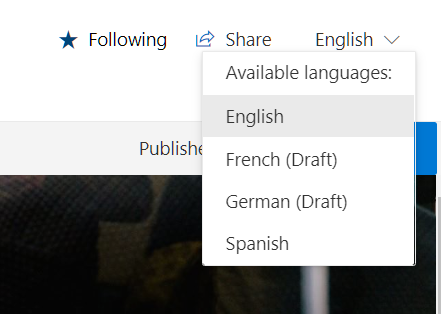 Following Share English
Available languages:
English
Publishe
French (Draft)
German (Draft)
Spanish